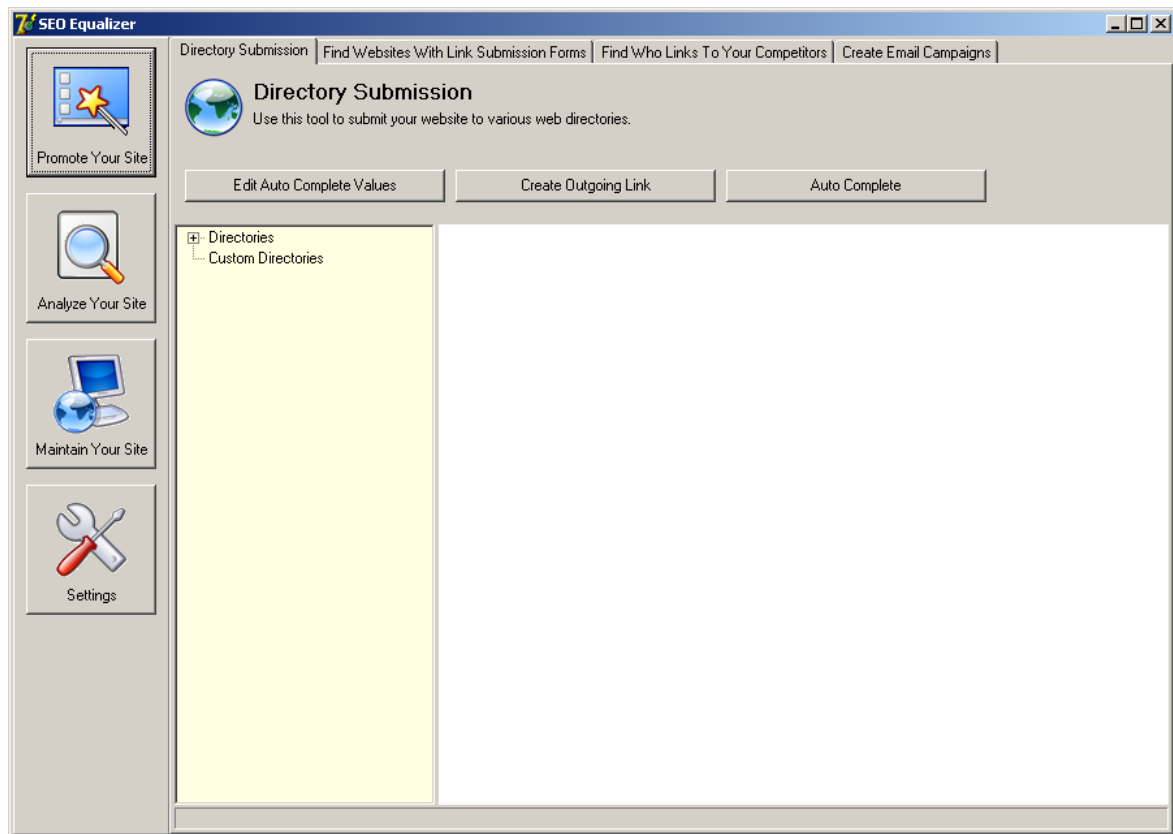 SEO Equalizer
Directory Submission Find Websites With Link Submission Forms Find Who Links To Your Competitors Create Email Campaigns
Directory Submission
Use this tool to submit your website to various web directories.
Promote Your Site
Edit Auto Complete Values Create Outgoing Link Auto Complete
Directories
Custom Directories
Analyze Your Site
Maintain Your Site
Settings